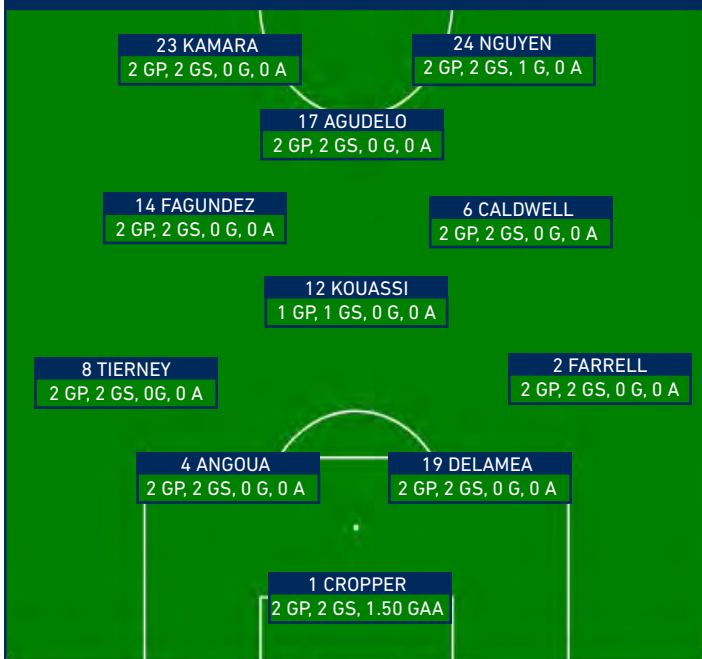 23 KAMARA
2 GP, 2 GS, 0 G, 0 A
24 NGUYEN
2 GP, 2 GS, 1 G, 0 A
17 AGUDELO
2 GP, 2 GS, 0 G, 0 A
14 FAGUNDEZ
2 GP, 2 GS, 0 G, 0 A
6 CALDWELL
2 GP, 2 GS, 0 G, 0 A
12 KOUASSI
1 GP, 1 GS, 0 G, 0 A
8 TIERNEY
2 GP, 2 GS, 0G, 0 A
2 FARRELL
2 GP, 2 GS, 0 G, 0 A
4 ANGOUA
2 GP, 2 GS, 0 G, 0 A
19 DELAMEA
2 GP, 2 GS, 0 G, 0 A
1 CROPPER
2 GP, 2 GS, 1.50 GAA